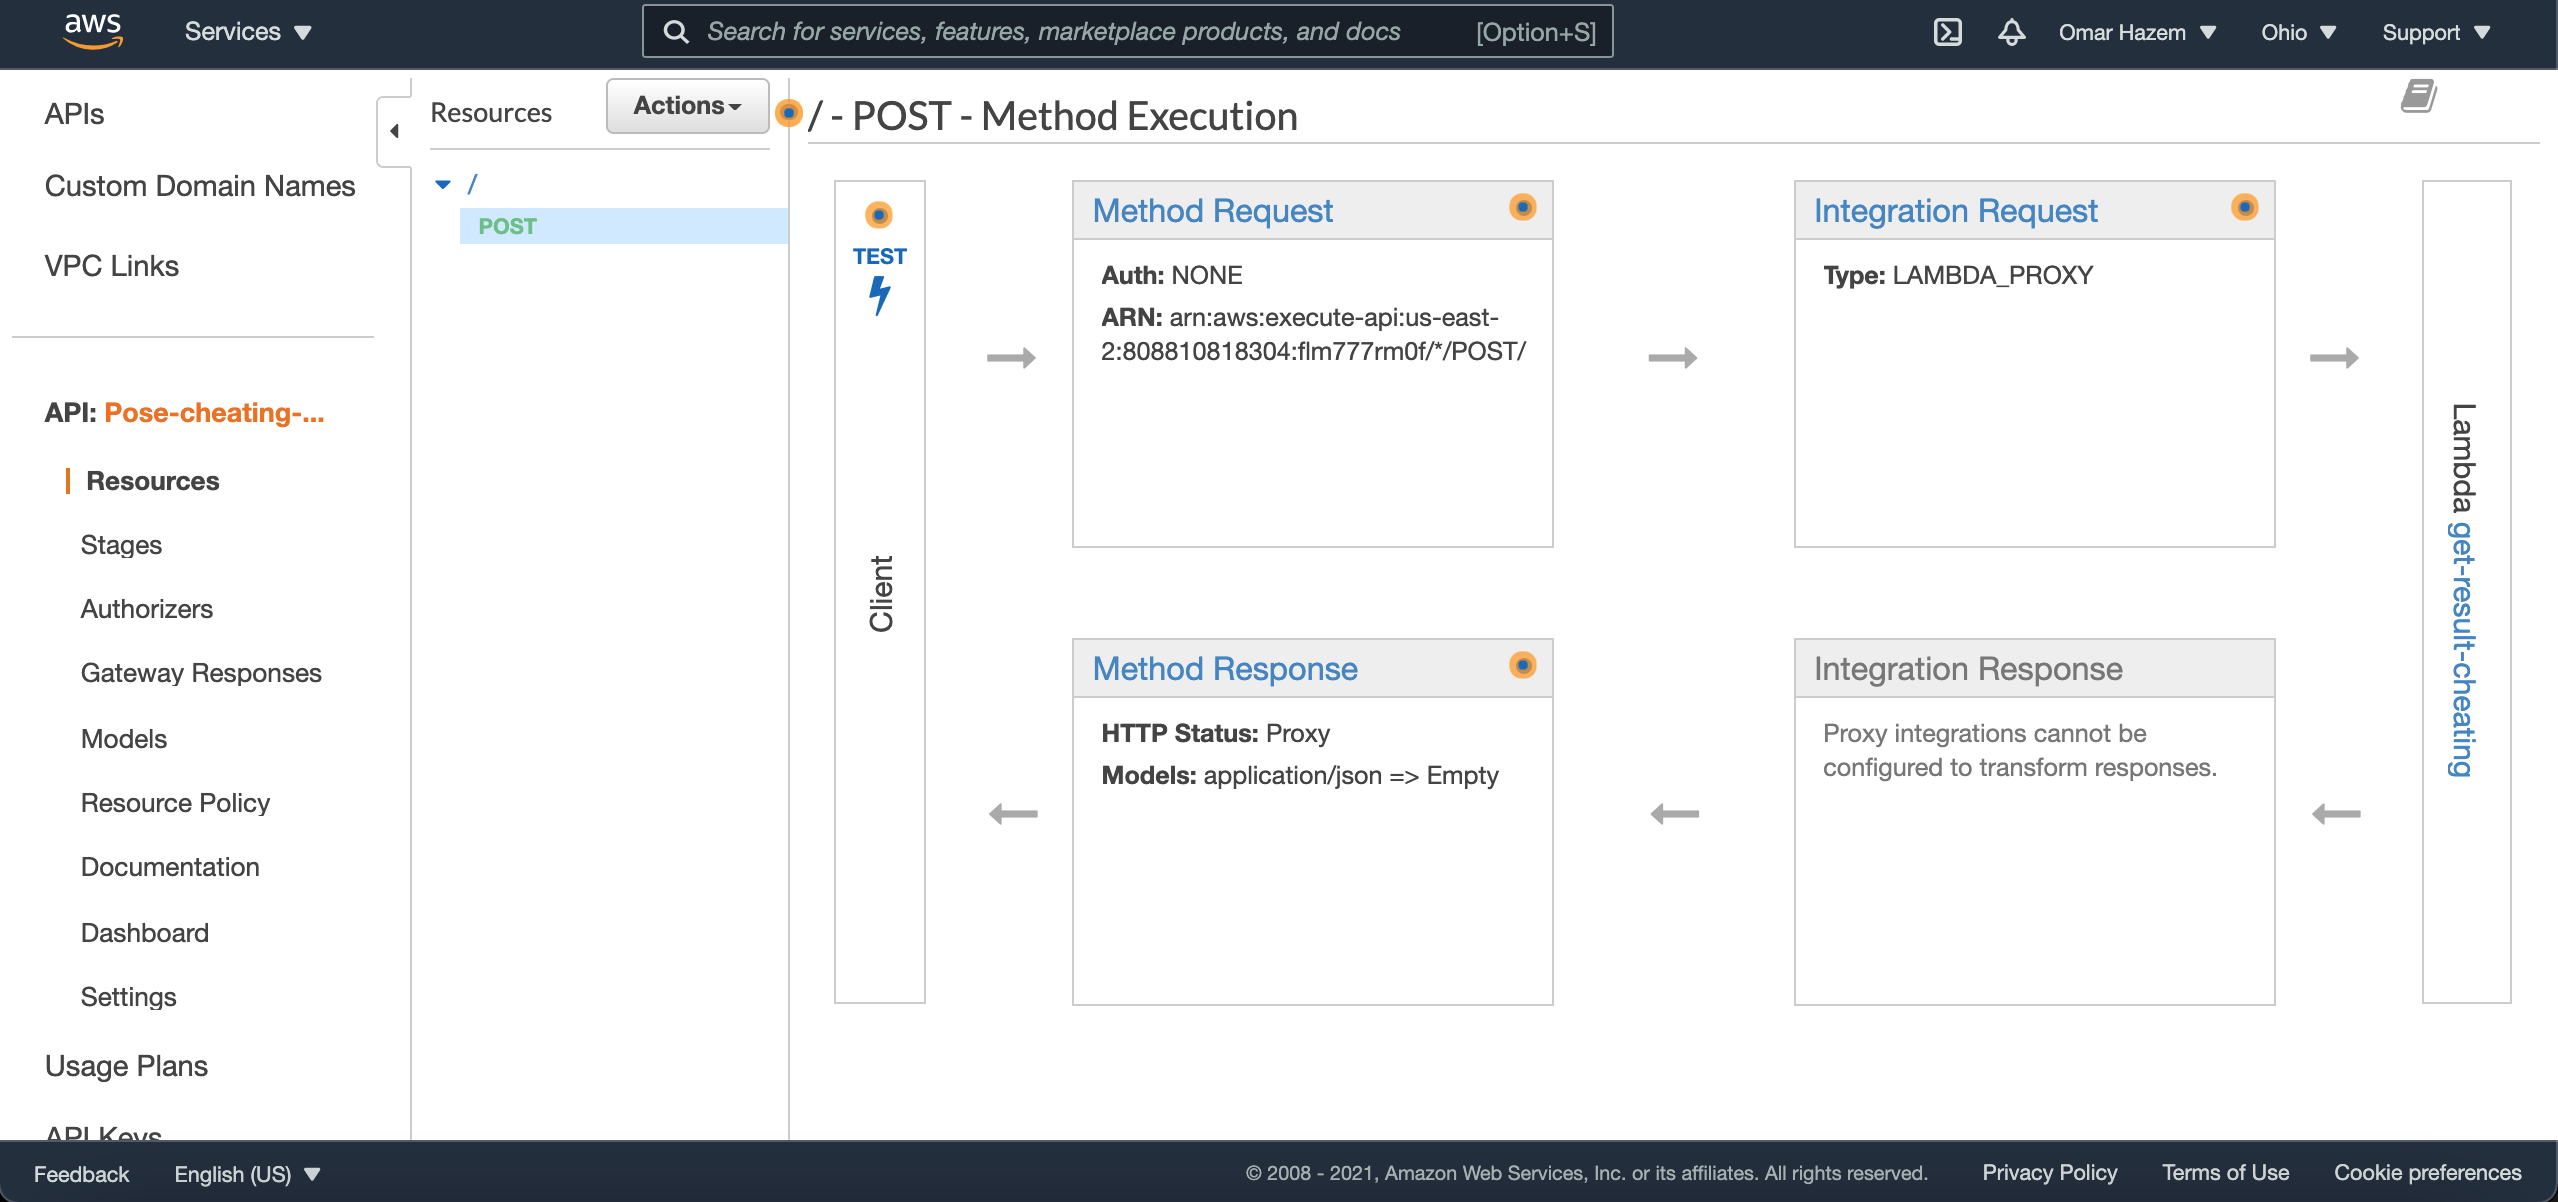 aws
Services
Search for services, features, marketplace products, and docs
[Option+S]
Omar Hazem
Ohio
Support
APIs
Custom Domain Names
VPC Links
API: Pose-cheating-...
Resources
Stages
Authorizers
Gateway Responses
Models
Resource Policy
Documentation
Dashboard
Settings
Usage Plans
API Keys
Resources
Actions
/
POST
/ - POST - Method Execution
TEST
Client
Method Request
Auth: NONE
ARN: arn:aws:execute-api:us-east-
2:808810818304:flm777rm0f/*/POST/
Integration Request
Type: LAMBDA_PROXY
Lambda get-result-cheating
Method Response
HTTP Status: Proxy
Models: application/json => Empty
Integration Response
Proxy integrations cannot be
configured to transform responses.
Feedback
English (US)
© 2008 - 2021, Amazon Web Services, Inc. or its affiliates. All rights reserved.
Privacy Policy
Terms of Use
Cookie preferences